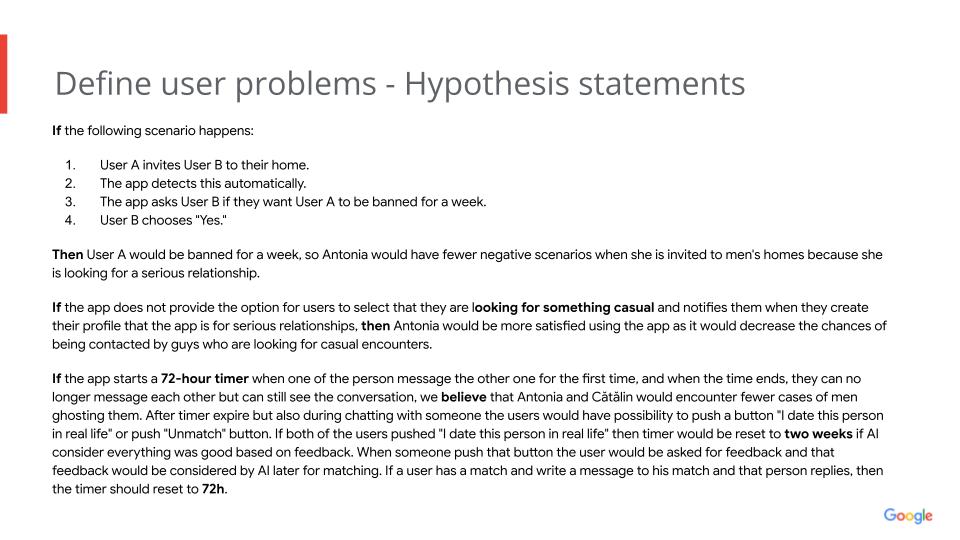 Define user problems - Hypothesis statements
If the following scenario happens:
1. User A invites User B to their home.
2. The app detects this automatically.
3. The app asks User B if they want User A to be banned for a week.
4. User B chooses "Yes."
Then User A would be banned for a week, so Antonia would have fewer negative scenarios when she is invited to men's homes because she
is looking for a serious relationship.
If the app does not provide the option for users to select that they are looking for something casual and notifies them when they create
their profile that the app is for serious relationships, then Antonia would be more satisfied using the app as it would decrease the chances of
being contacted by guys who are looking for casual encounters.
If the app starts a 72-hour timer when one of the person message the other one for the first time, and when the time ends, they can no
longer message each other but can still see the conversation, we believe that Antonia and Cătălin would encounter fewer cases of men
ghosting them. After timer expire but also during chatting with someone the users would have possibility to push a button "I date this person
in real life" or push "Unmatch" button. If both of the users pushed "I date this person in real life" then timer would be reset to two weeks if AI
consider everything was good based on feedback. When someone push that button the user would be asked for feedback and that
feedback would be considered by AI later for matching. If a user has a match and write a message to his match and that person replies, then
the timer should reset to 72h.
Google